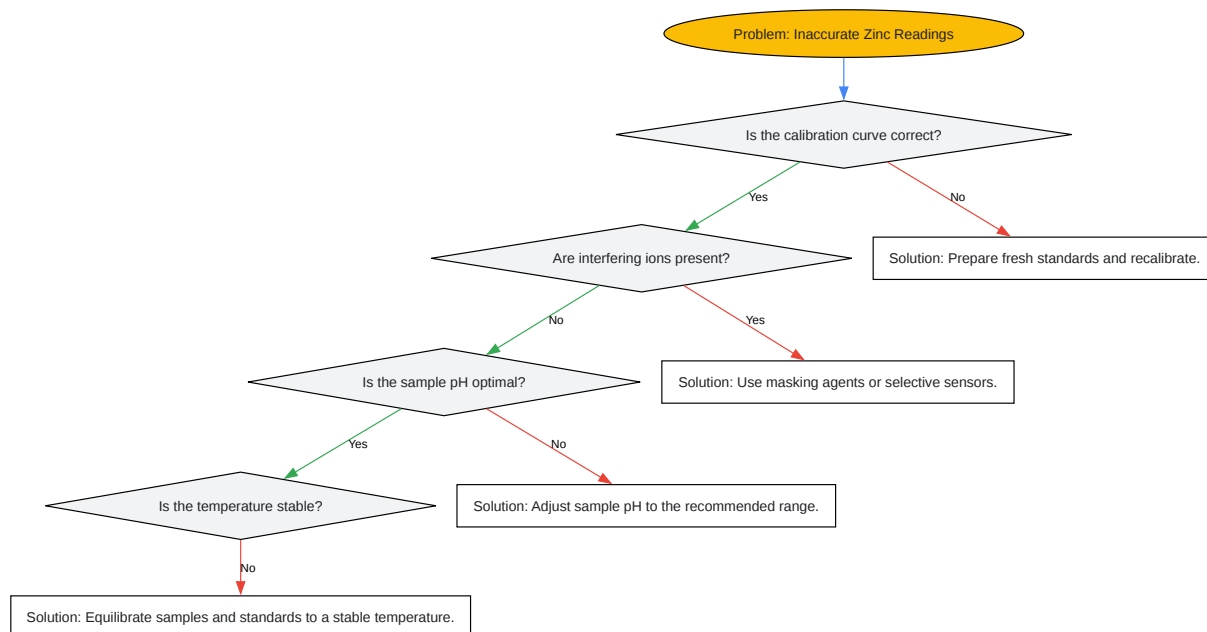 Problem: Inaccurate Zinc Readings
Is the calibration curve correct?
Yes
No
Are interfering ions present?
Solution: Prepare fresh standards and recalibrate.
No
Yes
Is the sample pH optimal?
Solution: Use masking agents or selective sensors.
Yes
No
Is the temperature stable?
Solution: Adjust sample pH to the recommended range.
No
Solution: Equilibrate samples and standards to a stable temperature.